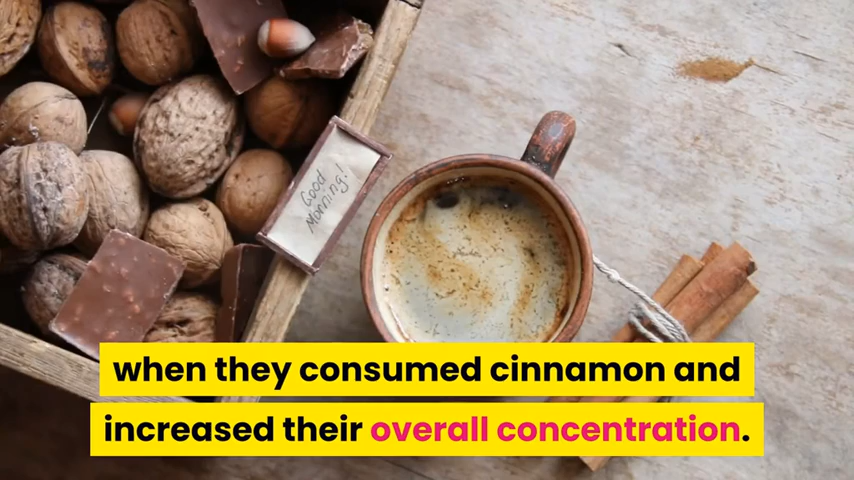 Good
Morning!
when they consumed cinnamon and
increased their overall concentration.